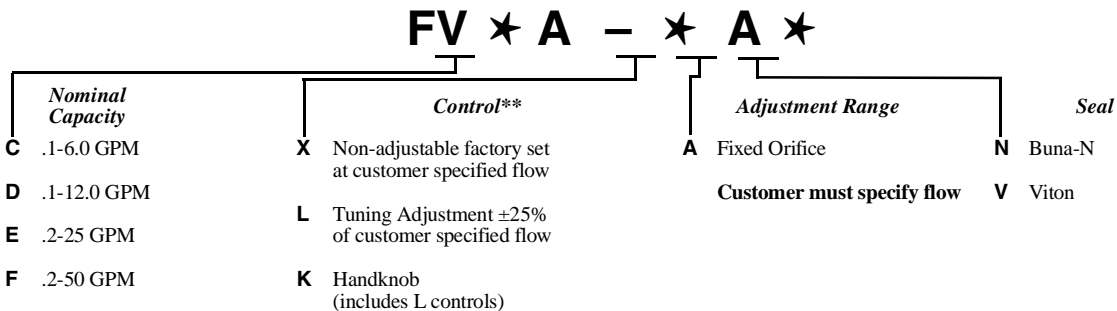 FV ★ A – ★ A ★
Nominal
Capacity
C .1-6.0 GPM
D .1-12.0 GPM
E .2-25 GPM
F .2-50 GPM
Control**
X Non-adjustable factory set
at customer specified flow
L Tuning Adjustment ±25%
of customer specified flow
K Handknob
(includes L controls)
Adjustment Range
A Fixed Orifice
Customer must specify flow
Seal
N Buna-N
V Viton